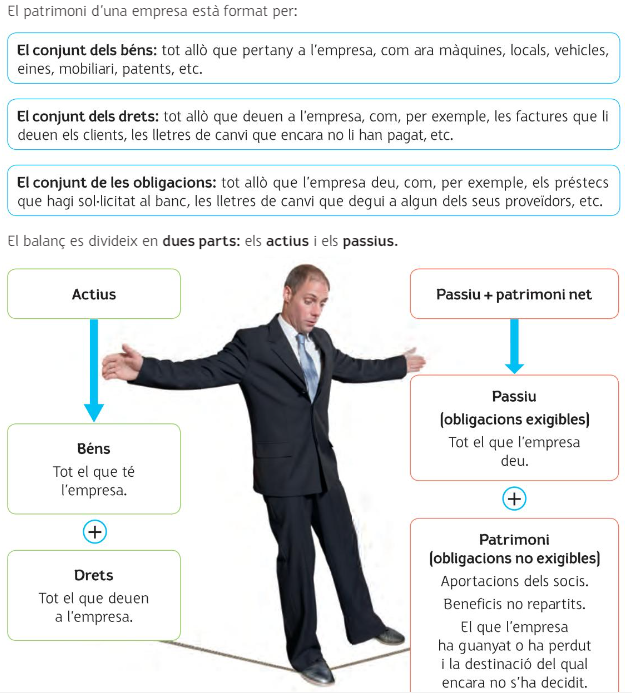 El patrimoni d'una empresa està format per:
El conjunt dels béns: tot allò que pertany a l'empresa, com ara màquines, locals, vehicles,
eines, mobiliari, patents, etc.
El conjunt dels drets: tot allò que deuen a l'empresa, com, per exemple, les factures que li
deuen els clients, les lletres de canvi que encara no li han pagat, etc.
El conjunt de les obligacions: tot allò que l'empresa deu, com, per exemple, els préstecs
que hagi sol·licitat al banc, les lletres de canvi que degui a algun dels seus proveïdors, etc.
El balanç es divideix en dues parts: els actius i els passius.
Actius
Béns
Tot el que té
l'empresa.
+
Drets
Tot el que deuen
a l'empresa.
Passiu + patrimoni net
Passiu
(obligacions exigibles)
Tot el que l'empresa
deu.
+
Patrimoni
(obligacions no exigibles)
Aportacions dels socis.
Beneficis no repartits.
El que l'empresa
ha guanyat o ha perdut
i la destinació del qual
encara no s'ha decidit.